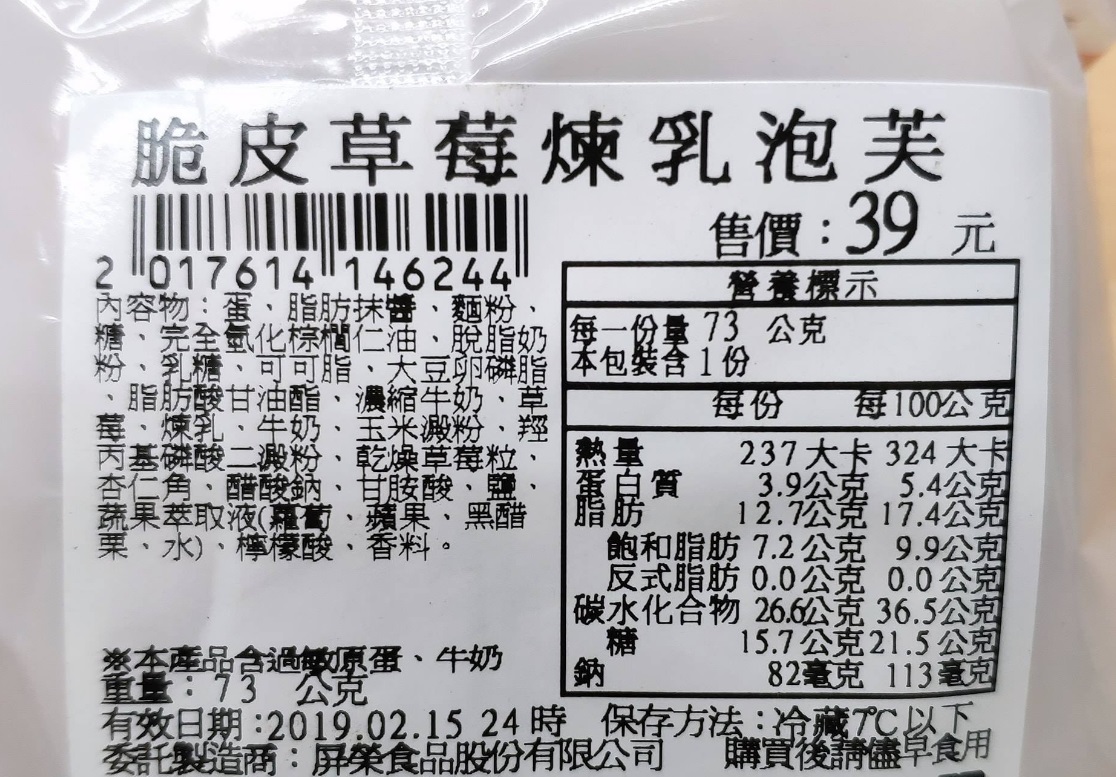 脆皮草莓煉乳泡芙
售價：39 元
2 017614 146244
內容物：蛋、脂肪抹醬、麵粉、
糖、完全氫化棕櫚仁油、脫脂奶
粉、乳糖、可可脂、大豆卵磷脂
、脂肪酸甘油酯、濃縮牛奶、草
莓、煉乳、牛奶、玉米澱粉、羥
丙基磷酸二澱粉、乾燥草莓粒、
杏仁角、醋酸鈉、甘胺酸、鹽、
蔬果萃取液(蘿蔔、蘋果、黑醋
栗、水)、檸檬酸、香料。
※本產品含過敏原蛋、牛奶
重量：73 公克
營養標示
每一份量 73 公克
本包裝含 1 份
每份 每100公克
熱量 237 大卡 324 大卡
蛋白質 3.9公克 5.4公克
脂肪 12.7公克 17.4公克
飽和脂肪 7.2 公克 9.9公克
反式脂肪 0.0 公克 0.0 公克
碳水化合物 26.6公克 36.5公克
糖 15.7 公克 21.5 公克
鈉 82毫克 113毫克
有效日期:2019.02.15 24 時 保存方法：冷藏7℃以下
委託製造商：屏榮食品股份有限公司 購買後請儘早食用